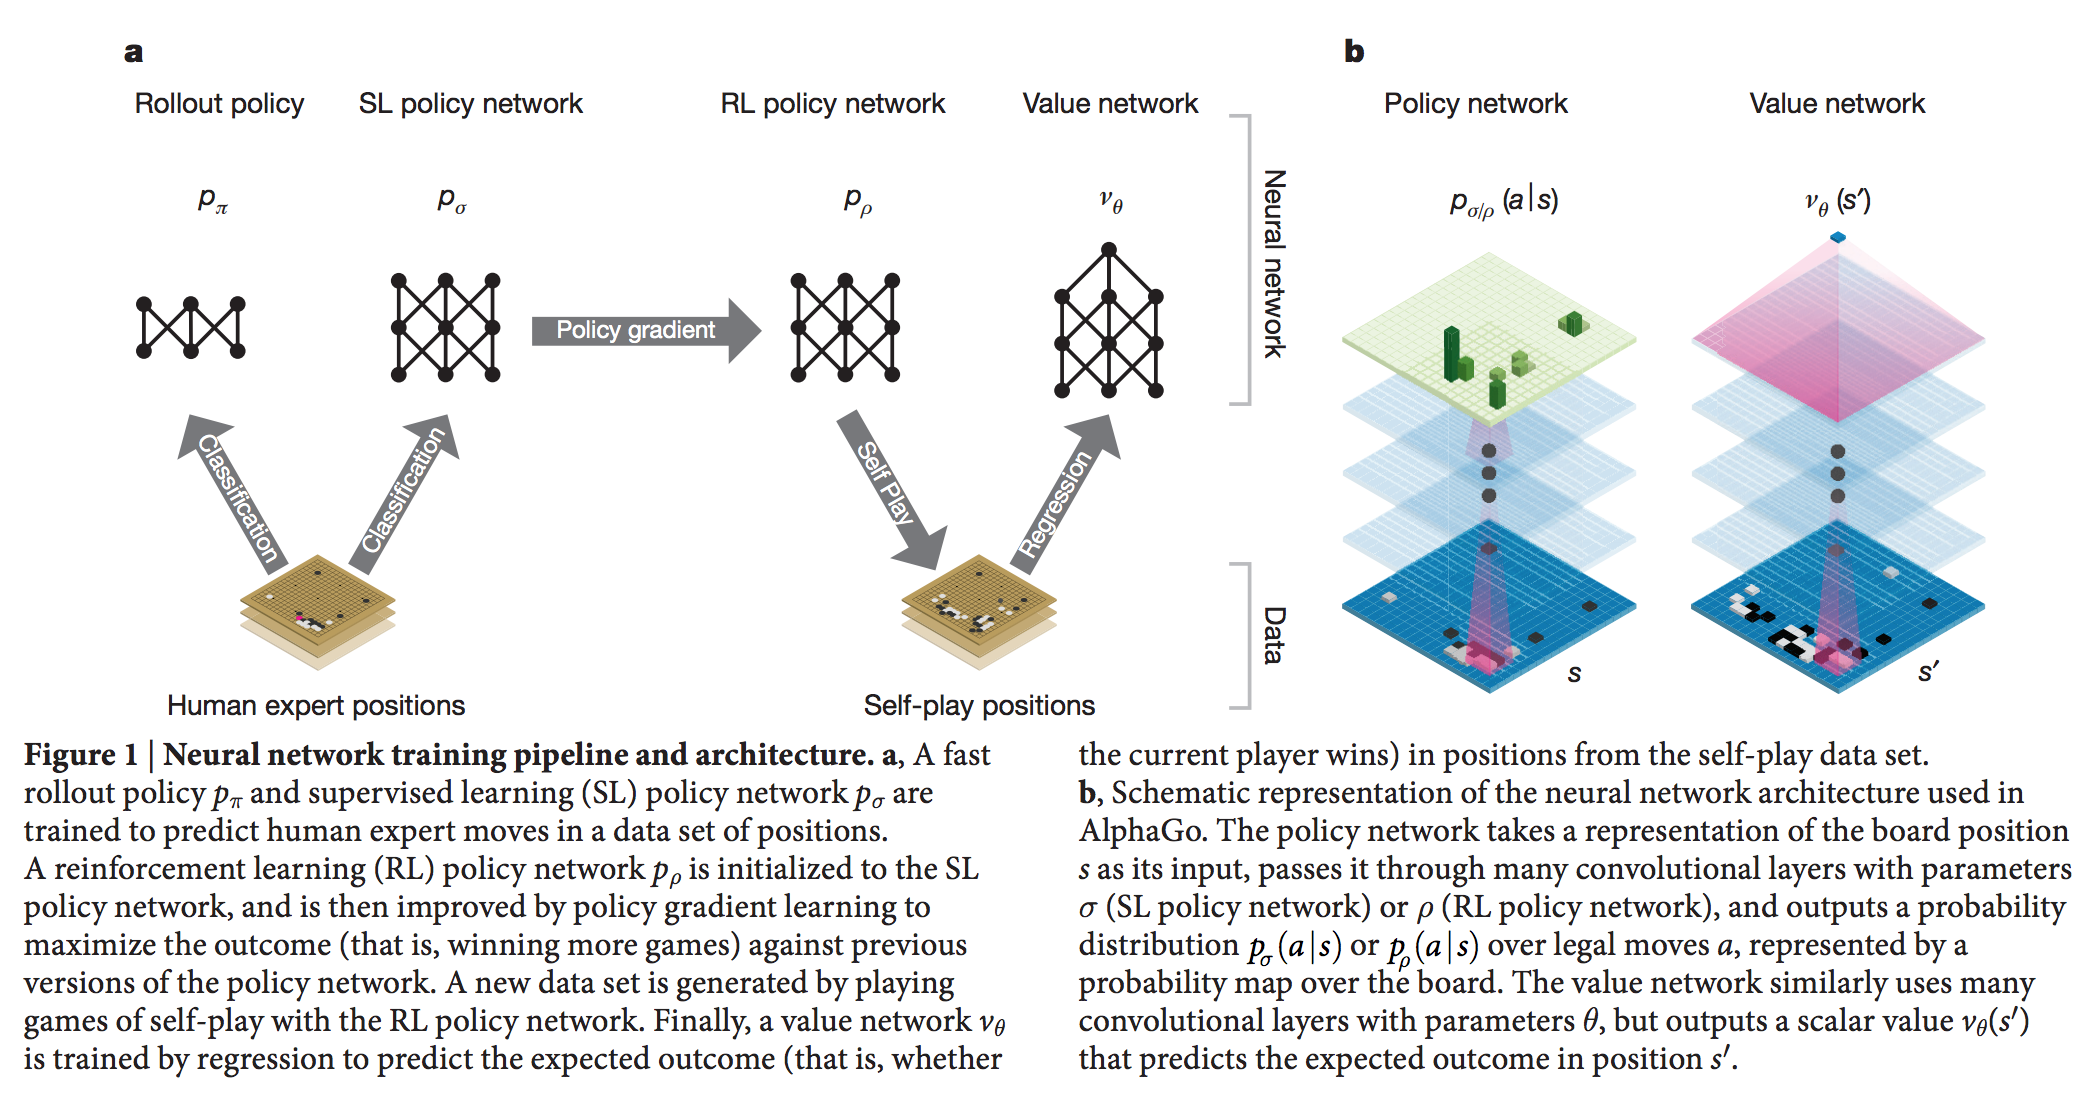 a
Rollout policy
SL policy network
RL policy network
Value network
pπ
pσ
pρ
νθ
Policy gradient
Classification
Classification
Self Play
Regression
Human expert positions
Self-play positions
Neural network
Data
b
Policy network
Value network
pσ/ρ (a|s)
νθ (s′)
s
s′
Figure 1 | Neural network training pipeline and architecture. a, A fast
rollout policy pπ and supervised learning (SL) policy network pσ are
trained to predict human expert moves in a data set of positions.
A reinforcement learning (RL) policy network pρ is initialized to the SL
policy network, and is then improved by policy gradient learning to
maximize the outcome (that is, winning more games) against previous
versions of the policy network. A new data set is generated by playing
games of self-play with the RL policy network. Finally, a value network νθ
is trained by regression to predict the expected outcome (that is, whether
the current player wins) in positions from the self-play data set.
b, Schematic representation of the neural network architecture used in
AlphaGo. The policy network takes a representation of the board position
s as its input, passes it through many convolutional layers with parameters
σ (SL policy network) or ρ (RL policy network), and outputs a probability
distribution pσ(a|s) or pρ(a|s) over legal moves a, represented by a
probability map over the board. The value network similarly uses many
convolutional layers with parameters θ, but outputs a scalar value νθ(s′)
that predicts the expected outcome in position s′.